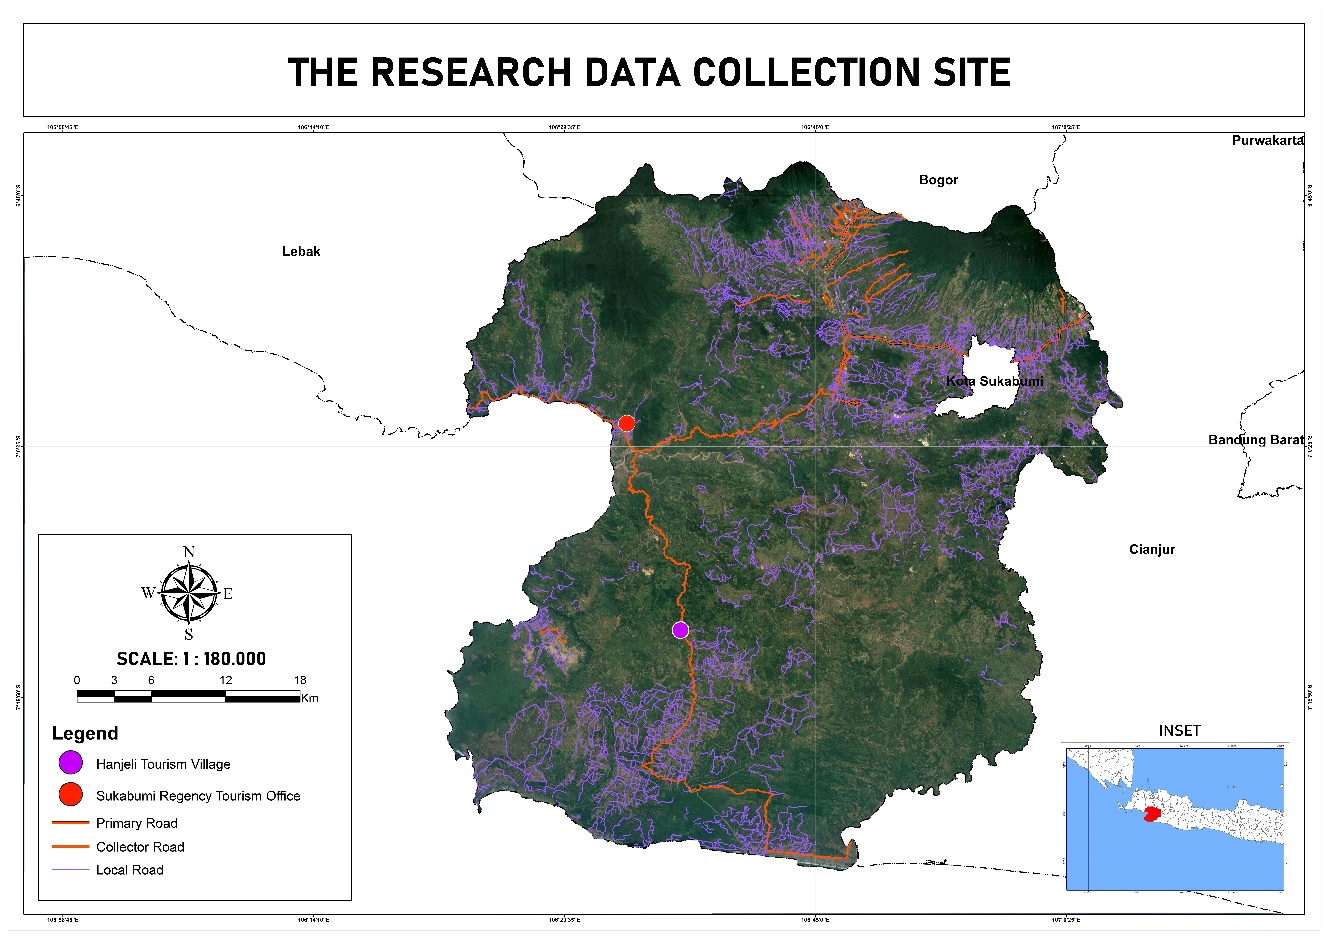 THE RESEARCH DATA COLLECTION SITE
Purwakarta
Bogor
Lebak
Kota Sukabumi
Bandung Barat
Cianjur
N
W E
S
SCALE: 1 : 180.000
0 3 6 12 18
Km
Legend
Hanjeli Tourism Village
Sukabumi Regency Tourism Office
Primary Road
Collector Road
Local Road
INSET